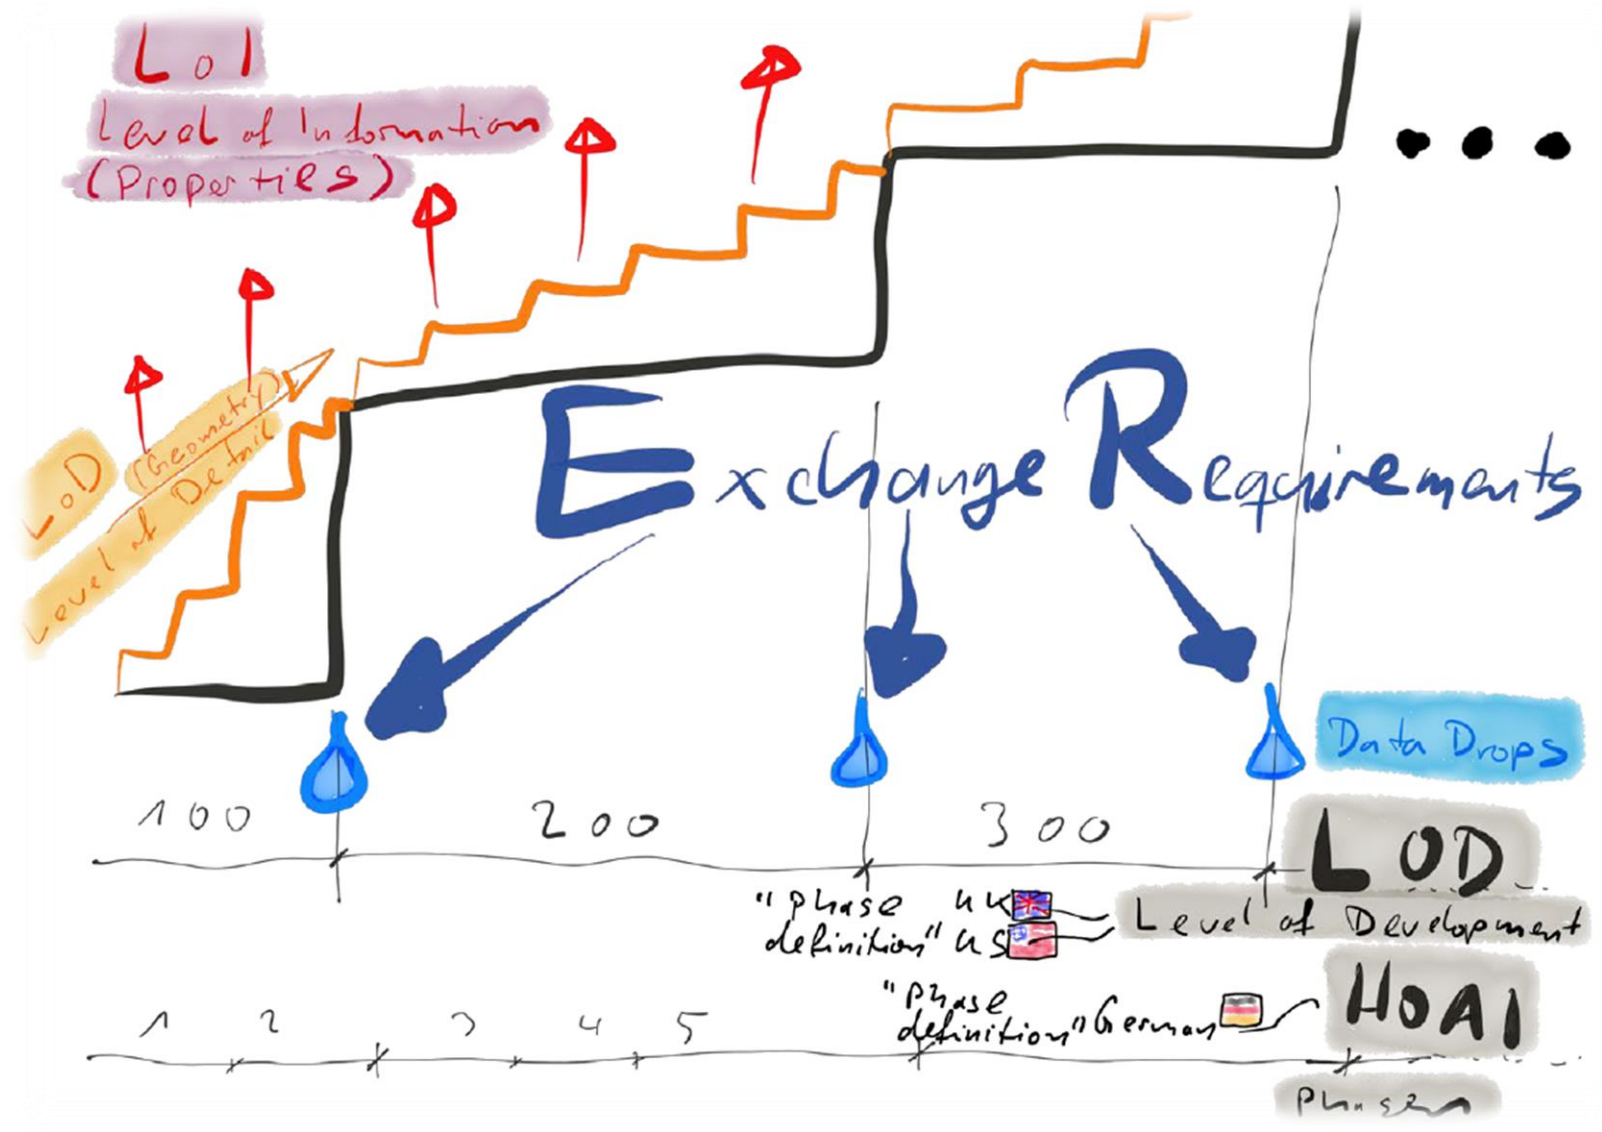 LoI
Level of Information
(Properties)
LoD
(Geometry)
Level of Detail
Exchange Requirements
Data Drops
100 200 300
LOD
"Phase definition" UK
US
Level of Development
"Phase definition" German
HOAI
1 2 3 4 5
Phasen